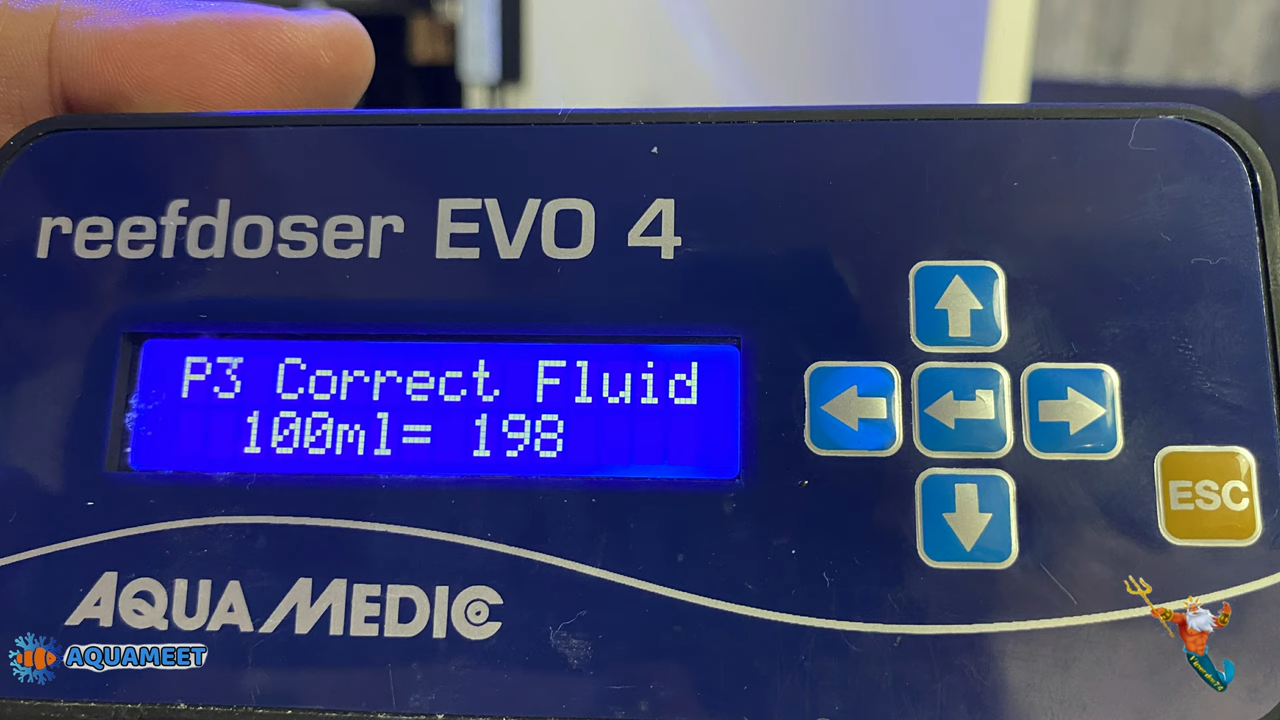 reefdoser EVO 4
P3 Correct Fluid
100ml= 198
ESC
AQUA MEDIC
AQUAMEET